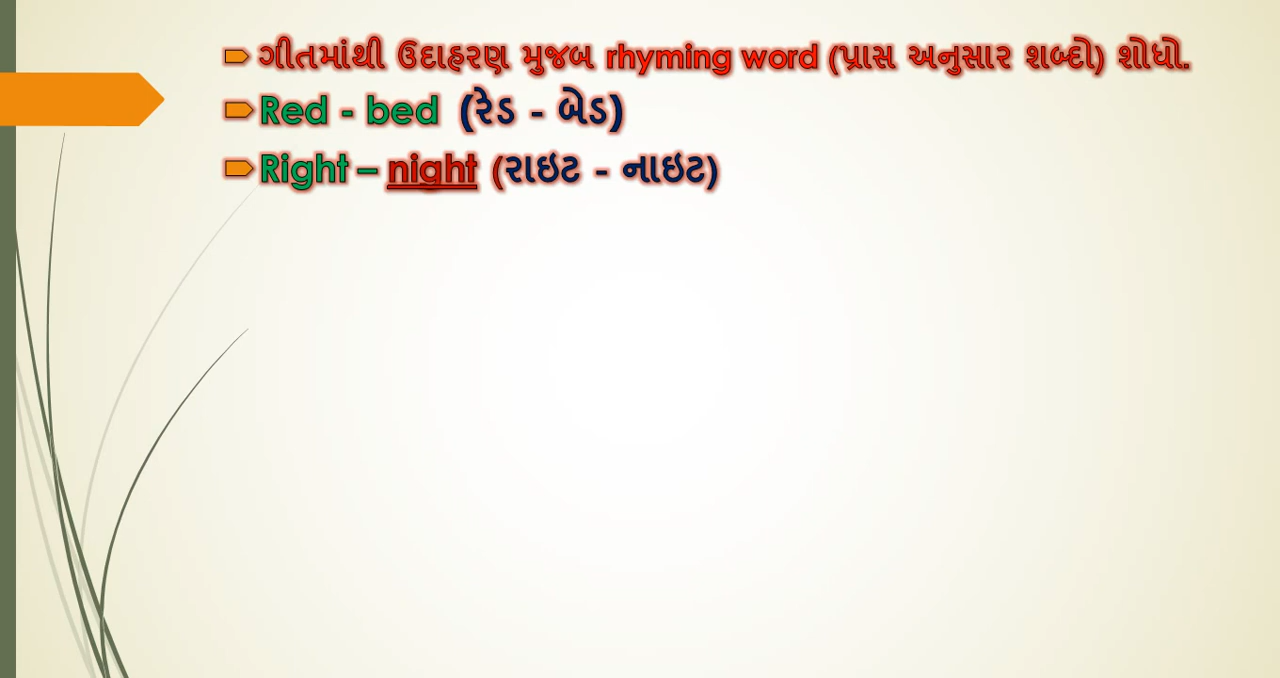 ગીતમાંથી ઉદાહરણ મુજબ rhyming word (પ્રાસ અનુસાર શબ્દો) શોધો.
Red - bed (રેડ - બેડ)
Right – night (રાઇટ - નાઇટ)